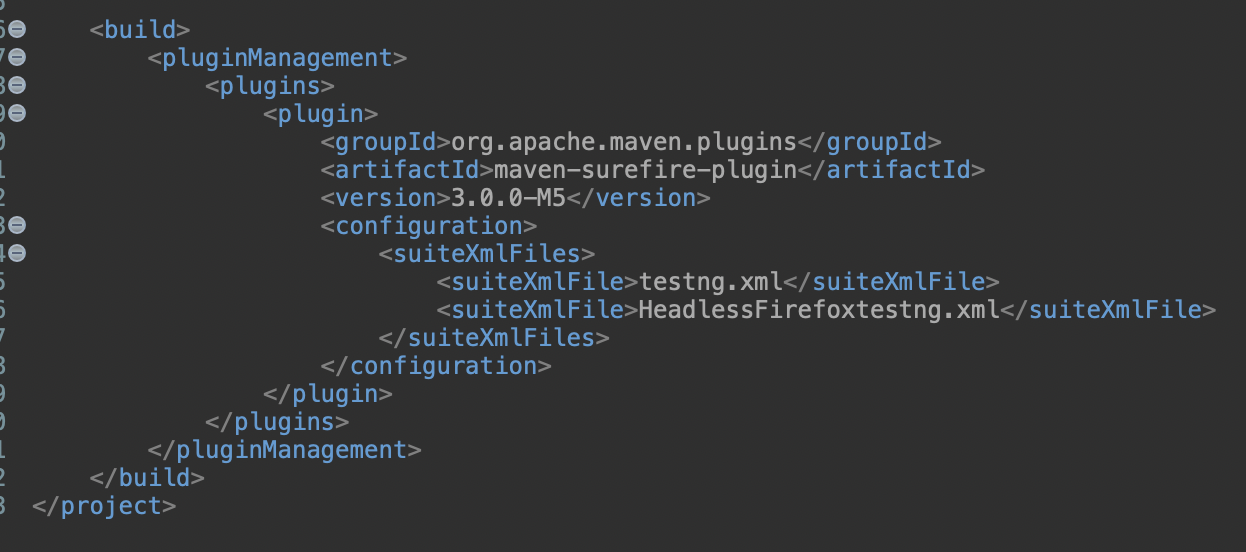 <build>
<pluginManagement>
<plugins>
<plugin>
<groupId>org.apache.maven.plugins</groupId>
<artifactId>maven-surefire-plugin</artifactId>
<version>3.0.0-M5</version>
<configuration>
<suiteXmlFiles>
<suiteXmlFile>testng.xml</suiteXmlFile>
<suiteXmlFile>HeadlessFirefoxtestng.xml</suiteXmlFile>
</suiteXmlFiles>
</configuration>
</plugin>
</plugins>
</pluginManagement>
</build>
</project>